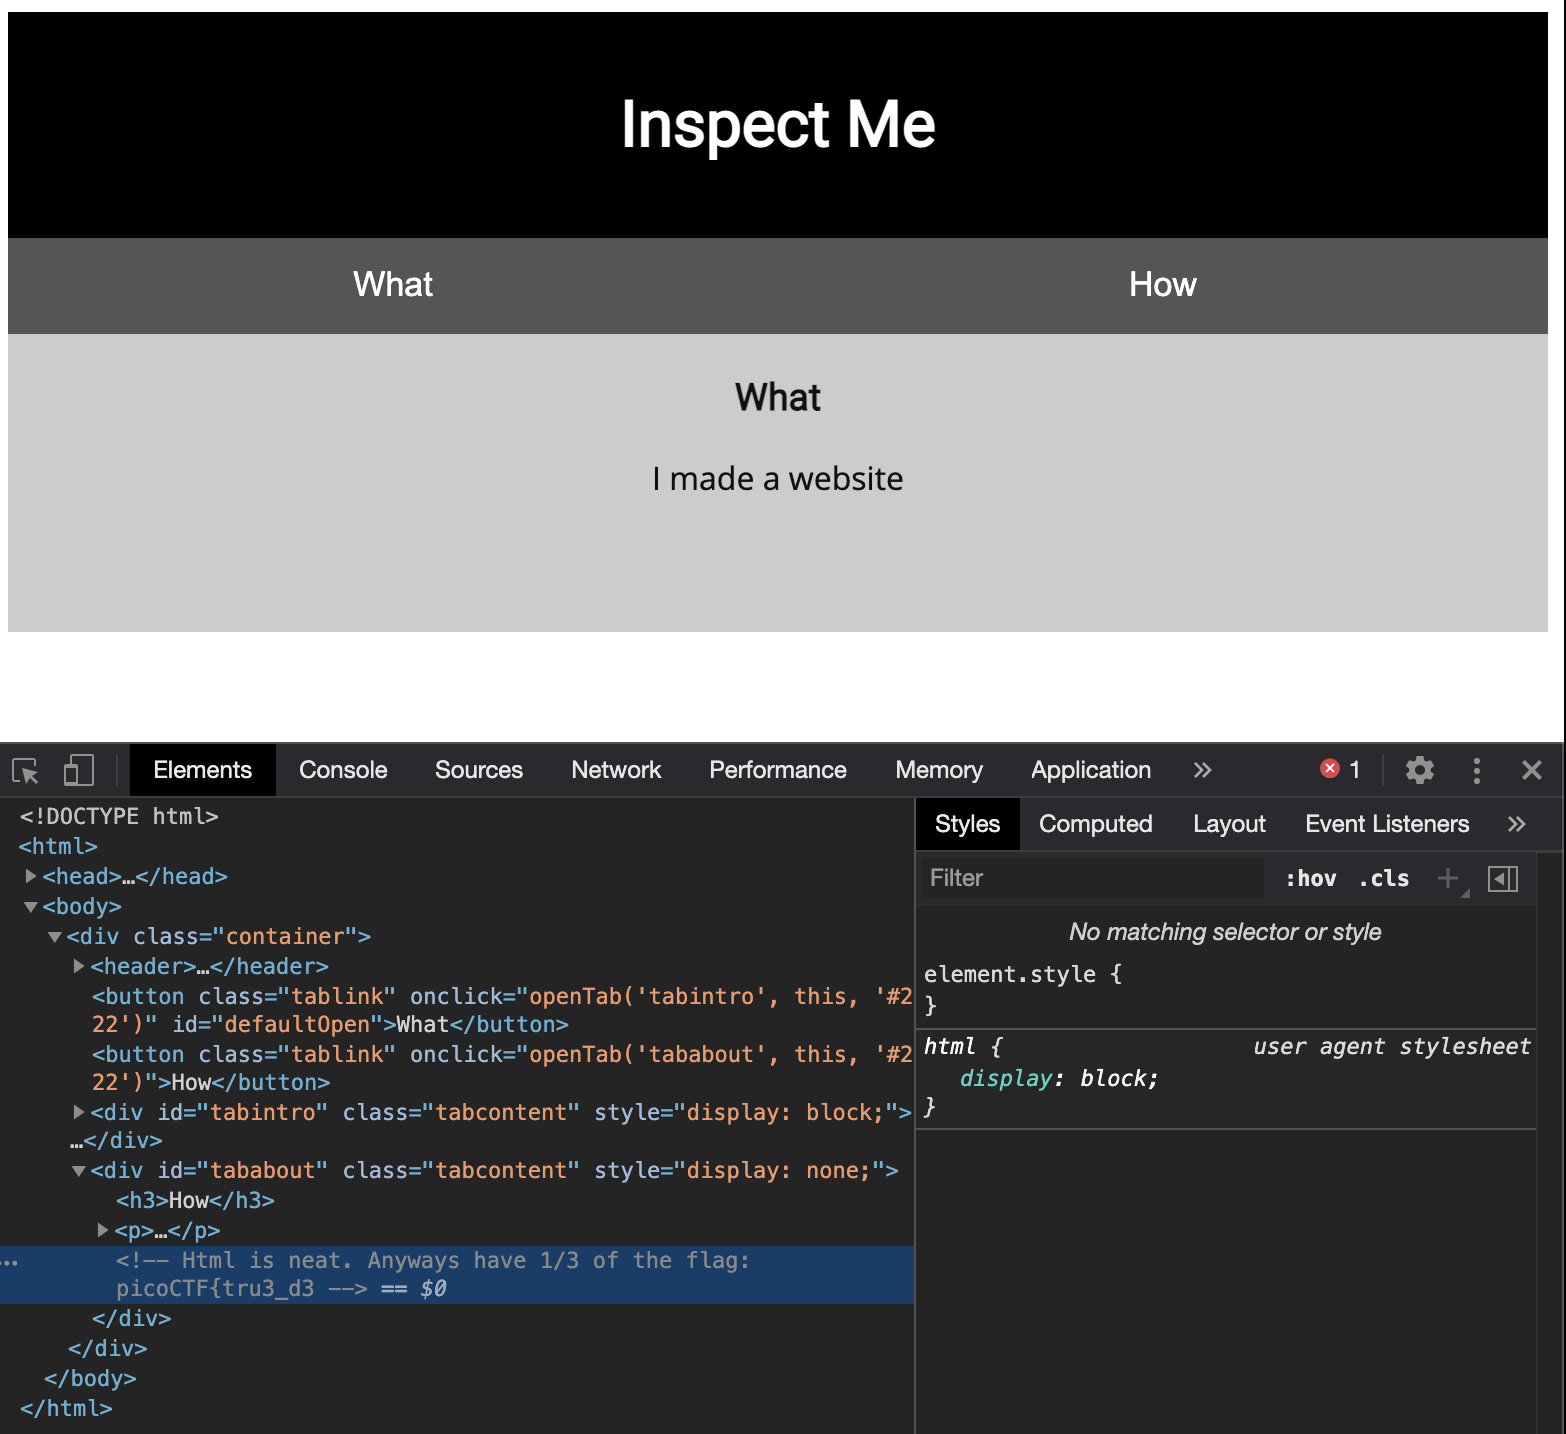 Inspect Me
What How
What
I made a website
Elements Console Sources Network Performance Memory Application » 1
<!DOCTYPE html>
<html>
<head>…</head>
<body>
<div class="container">
<header>…</header>
<button class="tablink" onclick="openTab('tabintro', this, '#2
22')" id="defaultOpen">What</button>
<button class="tablink" onclick="openTab('tababout', this, '#2
22')">How</button>
<div id="tabintro" class="tabcontent" style="display: block;">
…</div>
<div id="tababout" class="tabcontent" style="display: none;">
<h3>How</h3>
<p>…</p>
<!-- Html is neat. Anyways have 1/3 of the flag:
picoCTF{tru3_d3 --> == $0
</div>
</div>
</body>
</html>
Styles Computed Layout Event Listeners »
Filter :hov .cls
No matching selector or style
element.style {
}
html { user agent stylesheet
display: block;
}